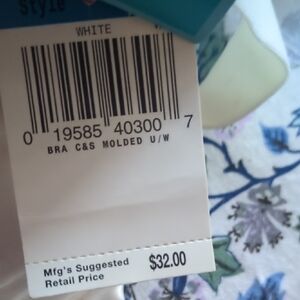 Style
WHITE
0 19585 40300 7
BRA C&S MOLDED U/W
Mfg's Suggested
Retail Price
$32.00